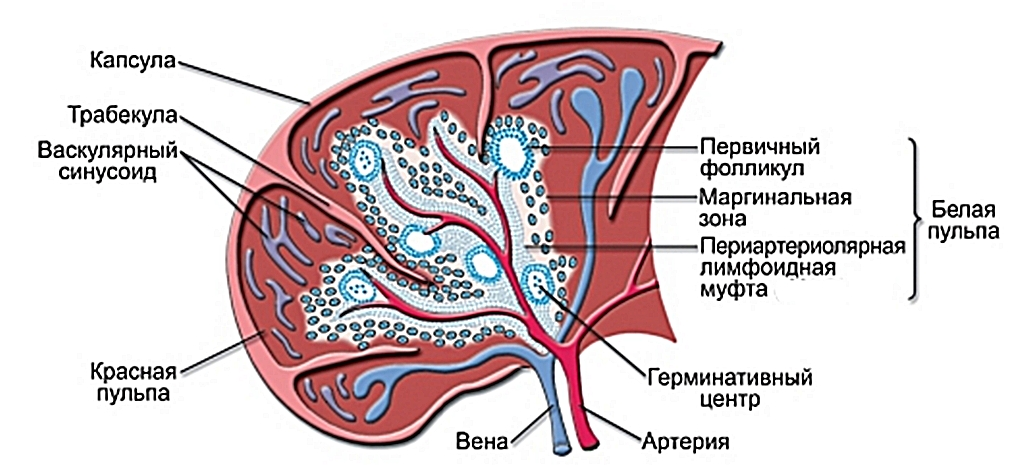 Капсула
Трабекула
Васкулярный
синусоид
Красная
пульпа
Вена
Артерия
Герминативный
центр
Первичный
фолликул
Маргинальная
зона
Периартериолярная
лимфоидная
муфта
Белая
пульпа